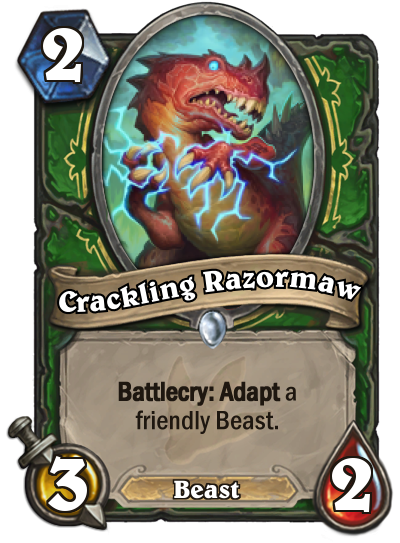 2
Crackling Razormaw
Battlecry: Adapt a
friendly Beast.
3
Beast
2